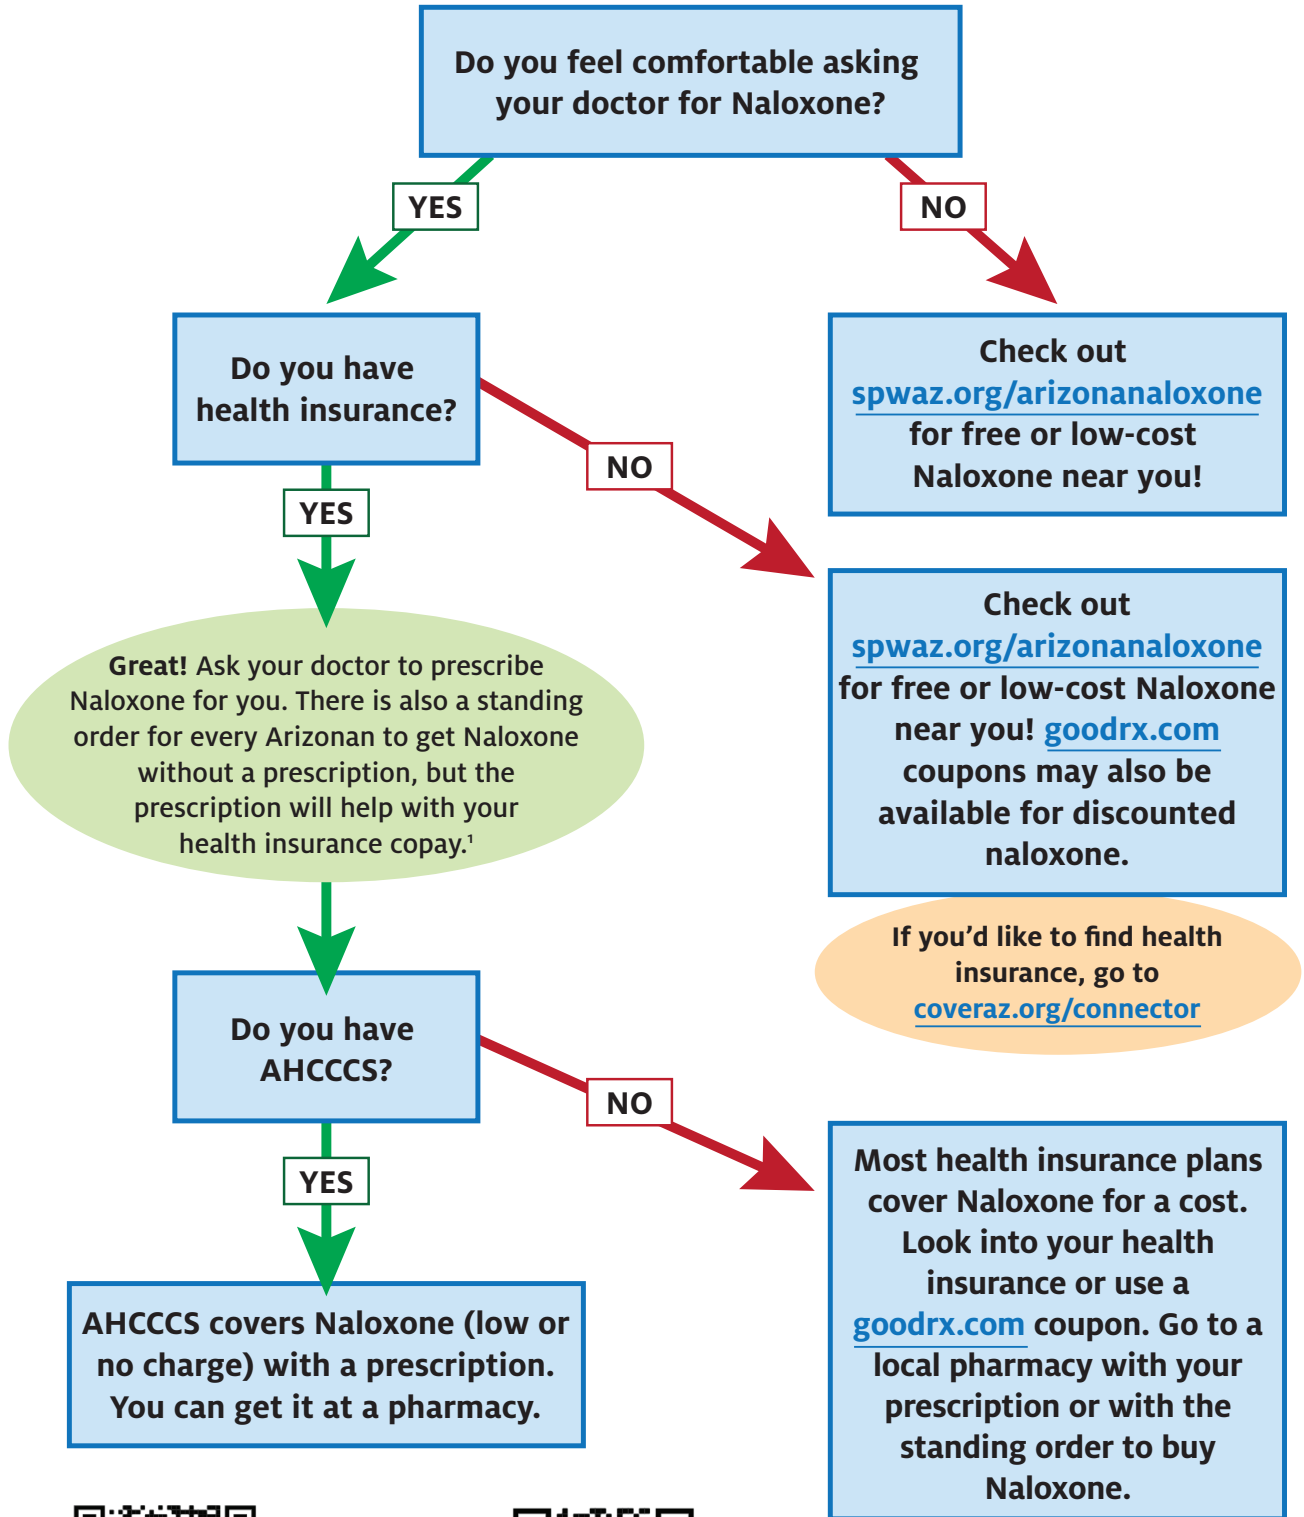 Do you feel comfortable asking
your doctor for Naloxone?
YES
NO
Do you have
health insurance?
Check out
spwaz.org/arizonanaloxone
for free or low-cost
Naloxone near you!
NO
YES
Check out
spwaz.org/arizonanaloxone
for free or low-cost Naloxone
near you! goodrx.com
coupons may also be
available for discounted
naloxone.
Great! Ask your doctor to prescribe
Naloxone for you. There is also a standing
order for every Arizonan to get Naloxone
without a prescription, but the
prescription will help with your
health insurance copay.¹
If you’d like to find health
insurance, go to
coveraz.org/connector
Do you have
AHCCCS?
NO
YES
Most health insurance plans
cover Naloxone for a cost.
Look into your health
insurance or use a
goodrx.com coupon. Go to a
local pharmacy with your
prescription or with the
standing order to buy
Naloxone.
AHCCCS covers Naloxone (low or
no charge) with a prescription.
You can get it at a pharmacy.